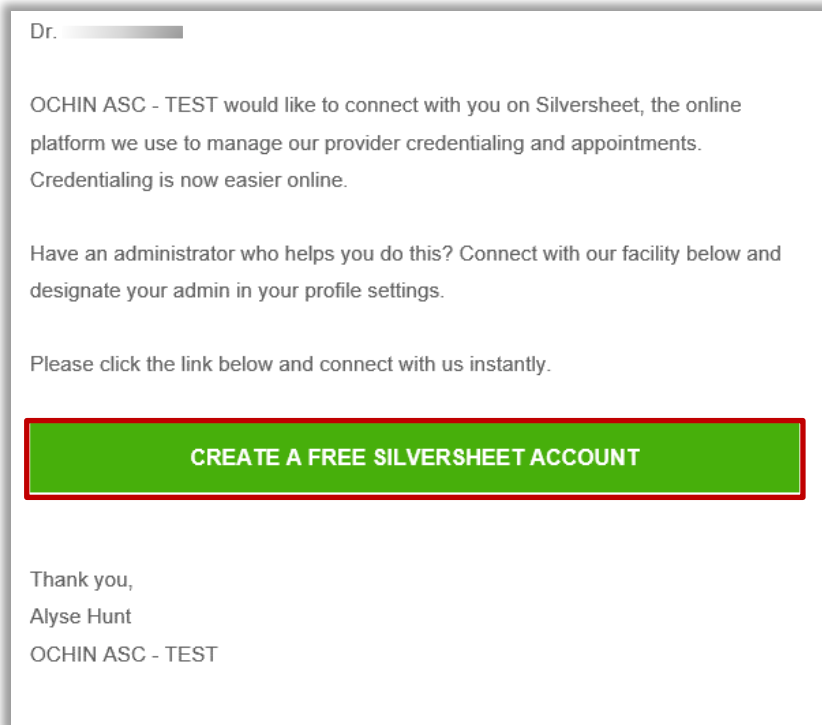 Dr.
OCHIN ASC - TEST would like to connect with you on Silversheet, the online
platform we use to manage our provider credentialing and appointments.
Credentialing is now easier online.
Have an administrator who helps you do this? Connect with our facility below and
designate your admin in your profile settings.
Please click the link below and connect with us instantly.
CREATE A FREE SILVERSHEET ACCOUNT
Thank you,
Alyse Hunt
OCHIN ASC - TEST